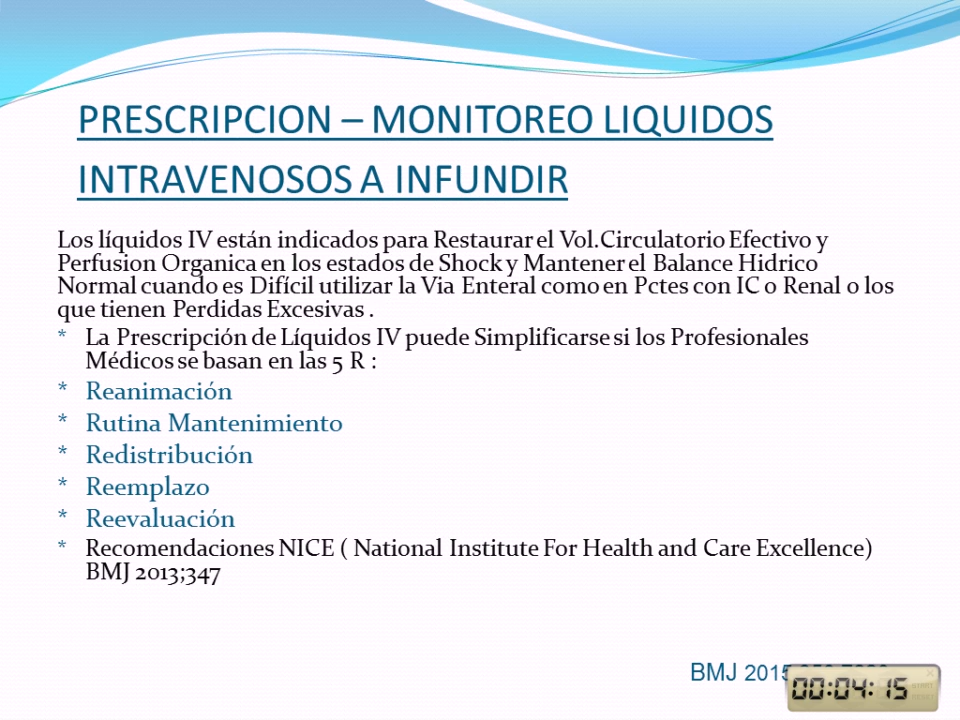 PRESCRIPCION – MONITOREO LIQUIDOS
INTRAVENOSOS A INFUNDIR
Los líquidos IV están indicados para Restaurar el Vol.Circulatorio Efectivo y
Perfusion Organica en los estados de Shock y Mantener el Balance Hidrico
Normal cuando es Difícil utilizar la Via Enteral como en Pctes con IC o Renal o los
que tienen Perdidas Excesivas .
* La Prescripción de Líquidos IV puede Simplificarse si los Profesionales
Médicos se basan en las 5 R :
* Reanimación
* Rutina Mantenimiento
* Redistribución
* Reemplazo
* Reevaluación
* Recomendaciones NICE ( National Institute For Health and Care Excellence)
BMJ 2013;347
BMJ 2015
00:04:15